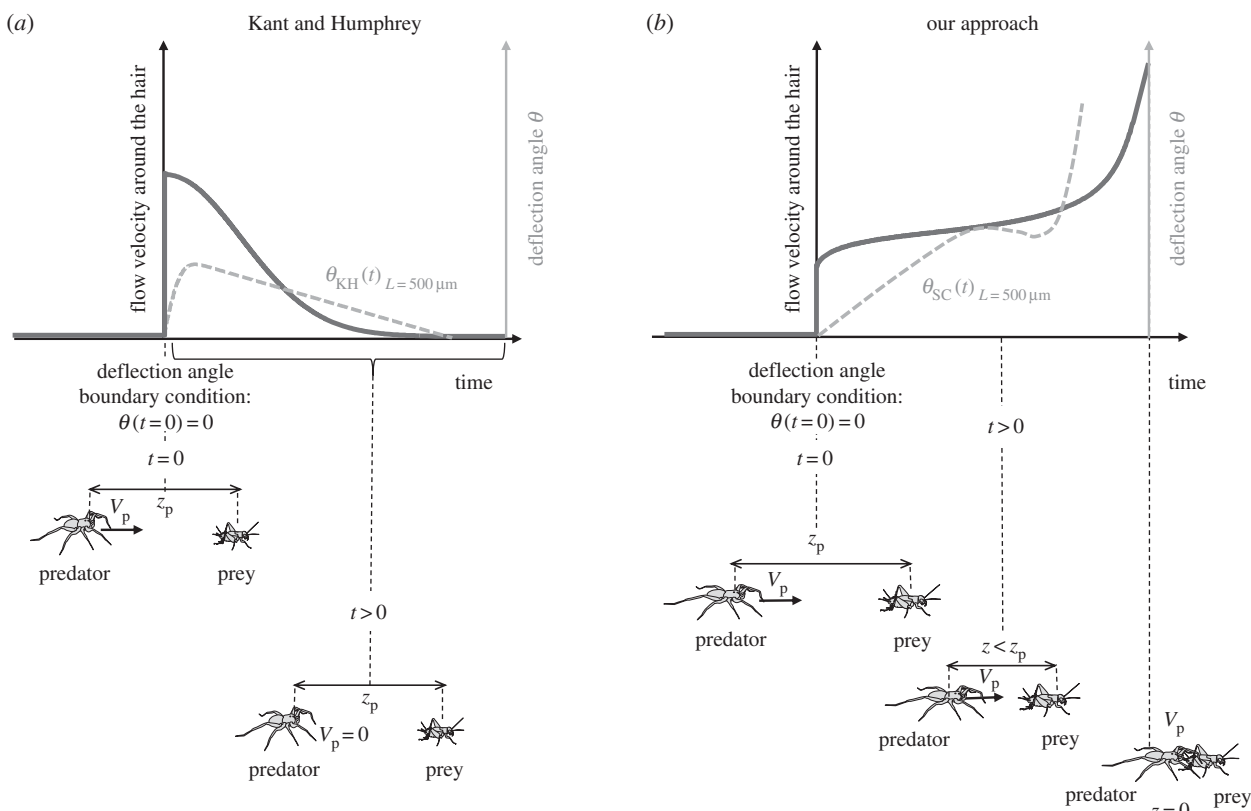 (a)
Kant and Humphrey
flow velocity around the hair
deflection angle θ
θKH(t) L = 500 μm
deflection angle
boundary condition:
θ(t=0)=0
time
t=0
zp
Vp
predator
prey
t>0
zp
Vp=0
predator
prey
(b)
our approach
flow velocity around the hair
deflection angle θ
θSC(t) L = 500 μm
deflection angle
boundary condition:
θ(t=0)=0
time
t>0
t=0
zp
Vp
predator
prey
z<zp
Vp
predator
prey
Vp
predator
prey
z=0